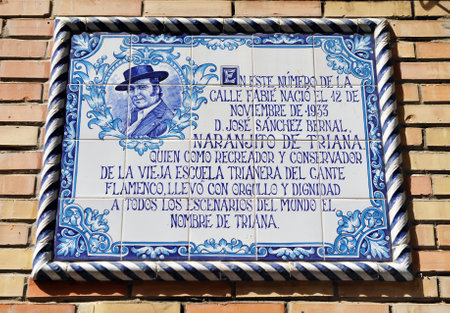 EN ESTE NÚMERO DE LA
CALLE FABIÉ NACIÓ EL 12 DE
NOVIEMBRE DE 1933
D. JOSÉ SÁNCHEZ BERNAL,
NARANJITO DE TRIANA
QUIEN COMO RECREADOR Y CONSERVADOR
DE LA VIEJA ESCUELA TRIANERA DEL CANTE
FLAMENCO, LLEVÓ CON ORGULLO Y DIGNIDAD
A TODOS LOS ESCENARIOS DEL MUNDO EL
NOMBRE DE TRIANA.